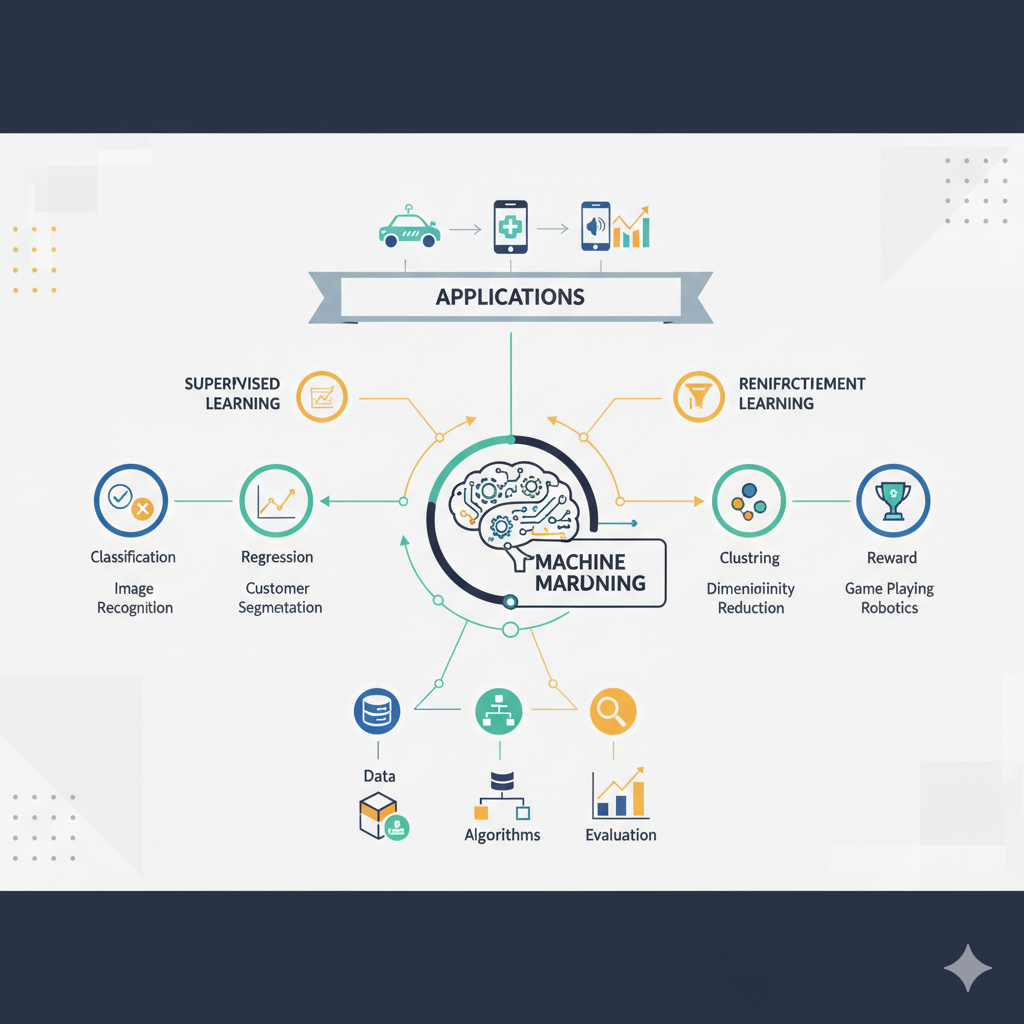 APPLICATIONS
SUPERVISED
LEARNING
RENIFRCTIEMENT
LEARNING
MACHINE
MARDNING
Classification
Image
Recognition
Regression
Customer
Segmetation
Clustring
Dimenioiinity
Reduction
Reward
Game Playing
Robotics
Data
Algorithms
Evaluation